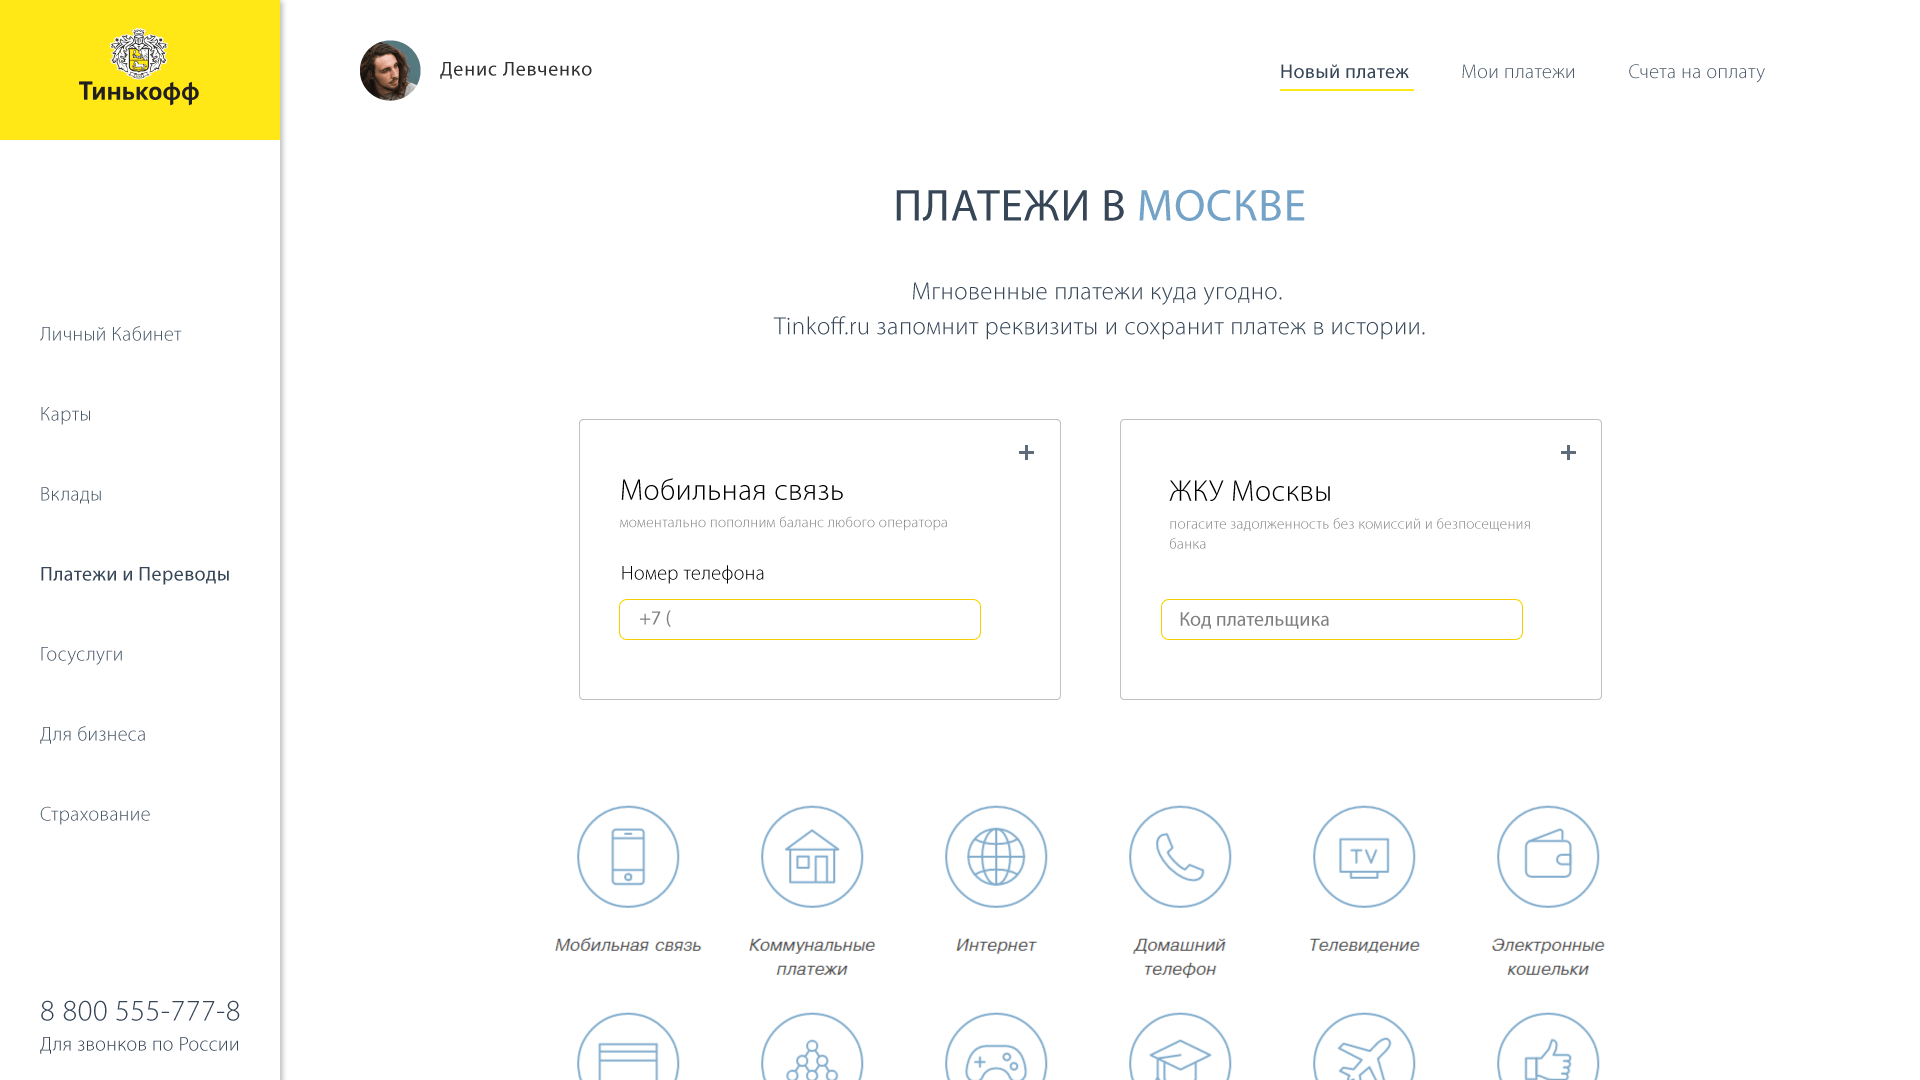 Тинькофф
Денис Левченко
Новый платеж
Мои платежи
Счета на оплату
ПЛАТЕЖИ В МОСКВЕ
Мгновенные платежи куда угодно.
Tinkoff.ru запомнит реквизиты и сохранит платеж в истории.
Личный Кабинет
Карты
Вклады
Платежи и Переводы
Госуслуги
Для бизнеса
Страхование
8 800 555-777-8
Для звонков по России
+
Мобильная связь
моментально пополним баланс любого оператора
Номер телефона
+7 (
+
ЖКУ Москвы
погасите задолженность без комиссий и безпосещения
банка
Код плательщика
TV
Мобильная связь
Коммунальные
платежи
Интернет
Домашний
телефон
Телевидение
Электронные
кошельки